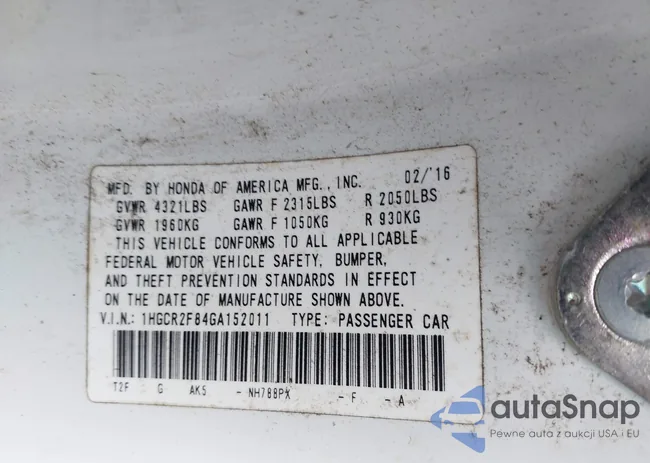 MFD. BY HONDA OF AMERICA MFG., INC. 02/'16
GVWR 4321LBS GAWR F 2315LBS R 2050LBS
GVWR 1960KG GAWR F 1050KG R 930KG
THIS VEHICLE CONFORMS TO ALL APPLICABLE
FEDERAL MOTOR VEHICLE SAFETY, BUMPER,
AND THEFT PREVENTION STANDARDS IN EFFECT
ON THE DATE OF MANUFACTURE SHOWN ABOVE.
V.I.N.: 1HGCR2F84GA152011 TYPE: PASSENGER CAR
T2F G AK5 - NH788PX - F - A
autoSnap
Pewne auta z aukcji USA i EU